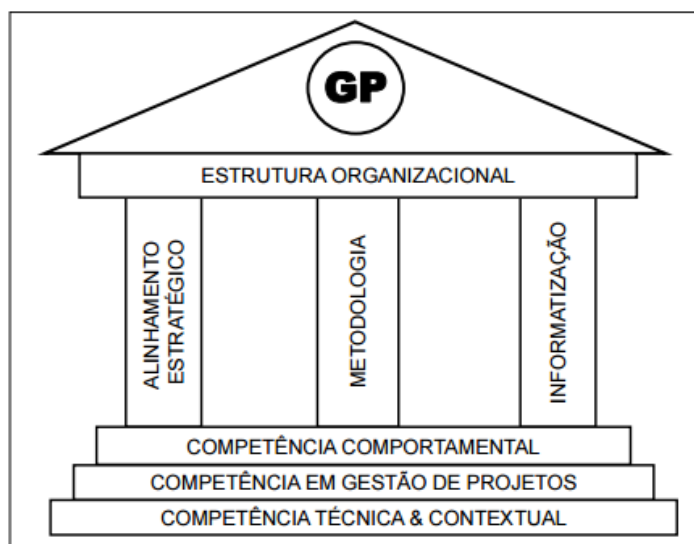 GP
ESTRUTURA ORGANIZACIONAL
ALINHAMENTO
ESTRATÉGICO
METODOLOGIA
INFORMATIZAÇÃO
COMPETÊNCIA COMPORTAMENTAL
COMPETÊNCIA EM GESTÃO DE PROJETOS
COMPETÊNCIA TÉCNICA & CONTEXTUAL